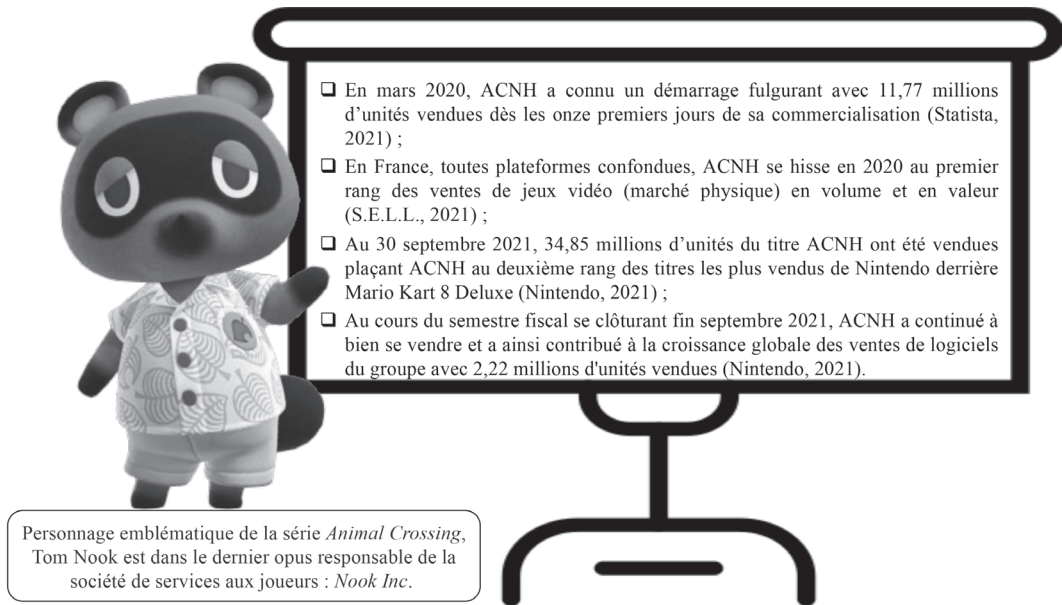 ❑ En mars 2020, ACNH a connu un démarrage fulgurant avec 11,77 millions
d’unités vendues dès les onze premiers jours de sa commercialisation (Statista,
2021) ;
❑ En France, toutes plateformes confondues, ACNH se hisse en 2020 au premier
rang des ventes de jeux vidéo (marché physique) en volume et en valeur
(S.E.L.L., 2021) ;
❑ Au 30 septembre 2021, 34,85 millions d’unités du titre ACNH ont été vendues
plaçant ACNH au deuxième rang des titres les plus vendus de Nintendo derrière
Mario Kart 8 Deluxe (Nintendo, 2021) ;
❑ Au cours du semestre fiscal se clôturant fin septembre 2021, ACNH a continué à
bien se vendre et a ainsi contribué à la croissance globale des ventes de logiciels
du groupe avec 2,22 millions d'unités vendues (Nintendo, 2021).
Personnage emblématique de la série Animal Crossing,
Tom Nook est dans le dernier opus responsable de la
société de services aux joueurs : Nook Inc.